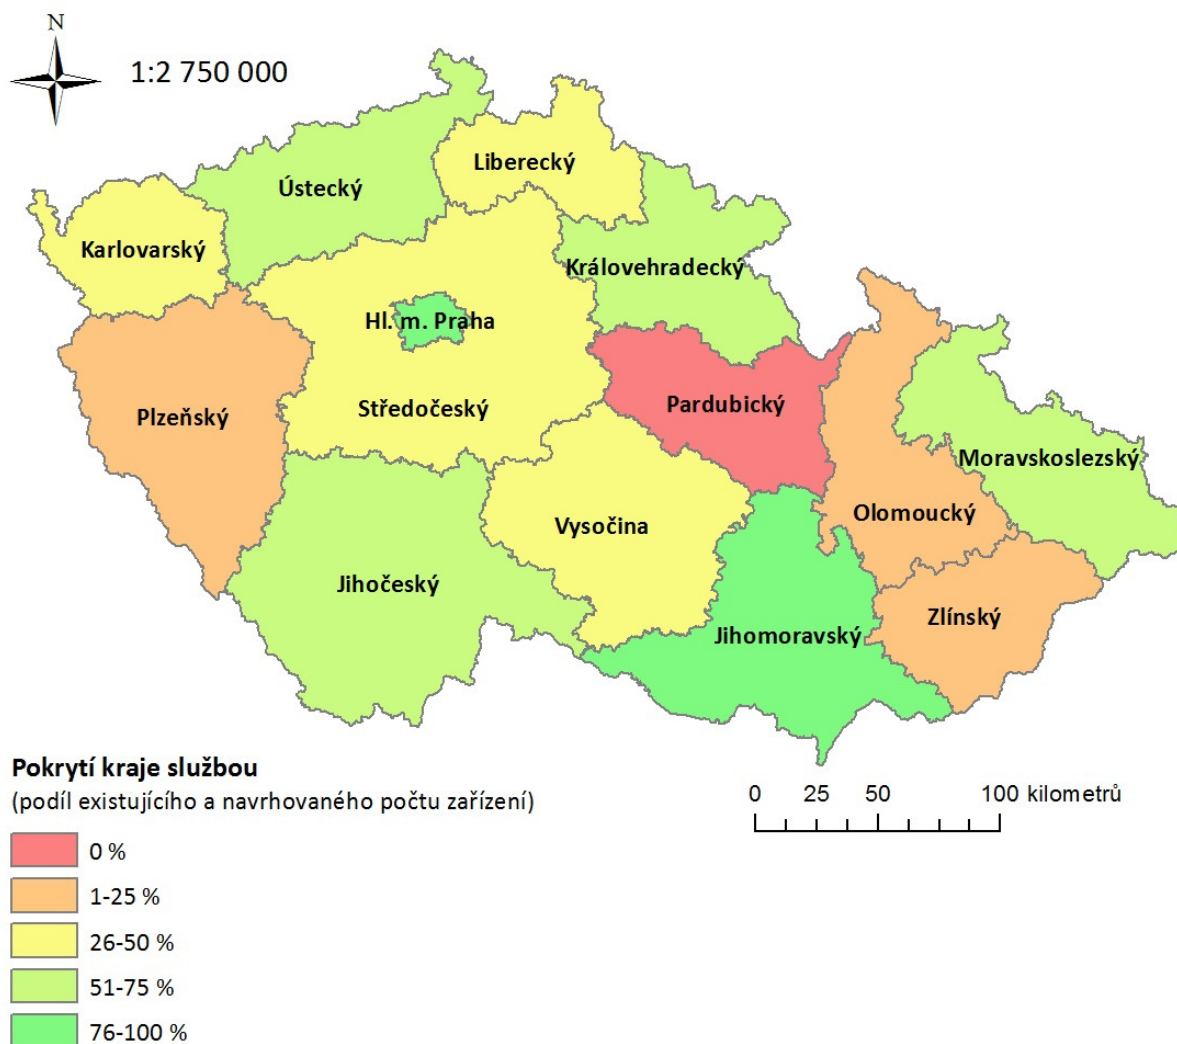 N
1:2 750 000
Liberecký
Ústecký
Karlovarský
Královehradecký
Hl. m. Praha
Středočeský
Pardubický
Plzeňský
Moravskoslezský
Olomoucký
Vysočina
Jihočeský
Zlínský
Jihomoravský
Pokrytí kraje službou
(podíl existujícího a navrhovaného počtu zařízení)
0 25 50 100 kilometrů
0 %
1-25 %
26-50 %
51-75 %
76-100 %